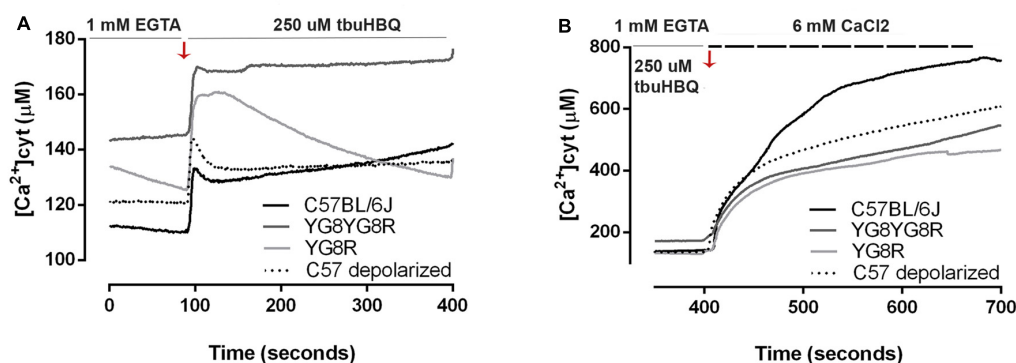 A
1 mM EGTA 250 uM tbuHBQ
[Ca2+]cyt (µM)
180
160
140
120
100
C57BL/6J
YG8YG8R
YG8R
C57 depolarized
0 100 200 300 400
Time (seconds)
B
1 mM EGTA 6 mM CaCl2
250 uM
tbuHBQ
[Ca2+]cyt (µM)
800
600
400
200
C57BL/6J
YG8YG8R
YG8R
C57 depolarized
400 500 600 700
Time (seconds)